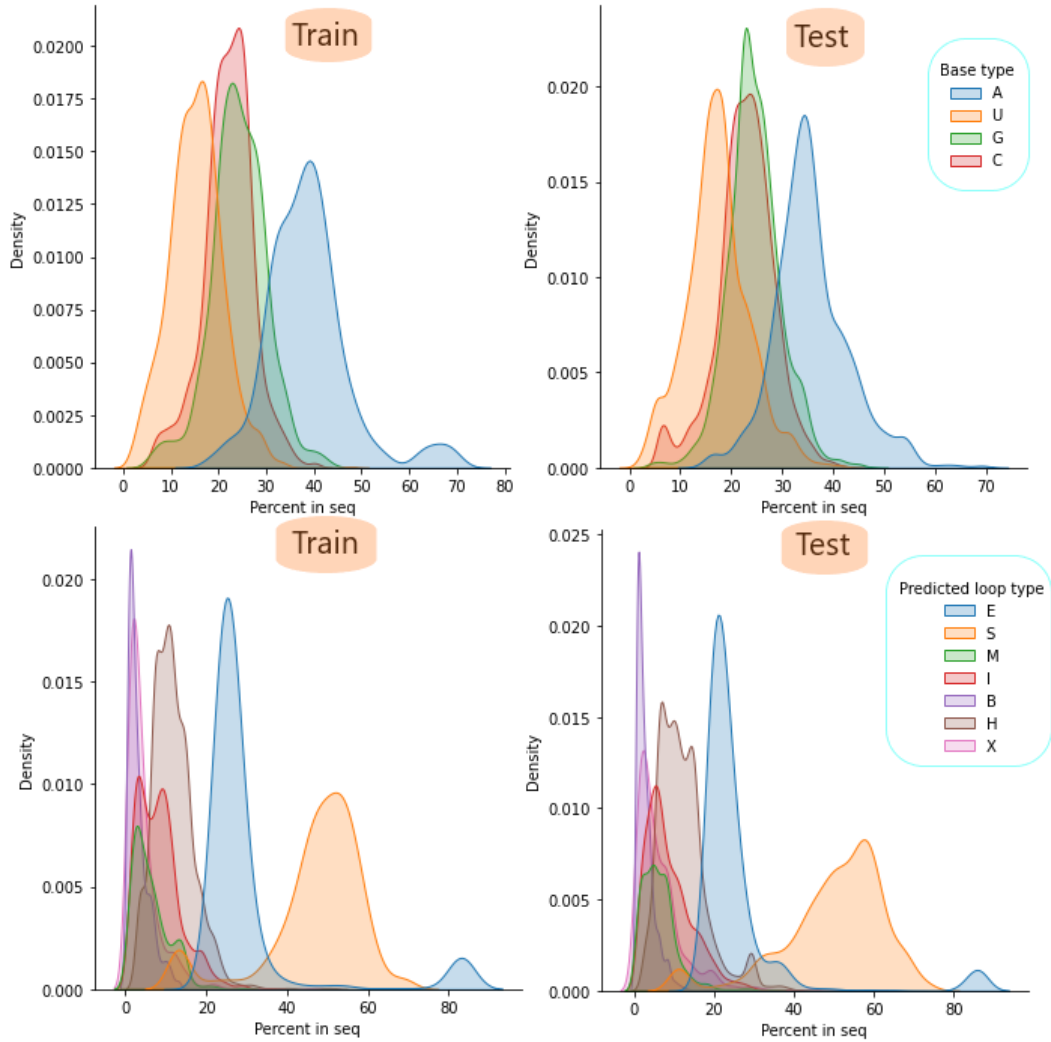 Train
Density
0.0200
0.0175
0.0150
0.0125
0.0100
0.0075
0.0050
0.0025
0.0000
0 10 20 30 40 50 60 70 80
Percent in seq
Test
Density
0.020
0.015
0.010
0.005
0.000
0 10 20 30 40 50 60 70
Percent in seq
Base type
A
U
G
C
Train
Density
0.020
0.015
0.010
0.005
0.000
0 20 40 60 80
Percent in seq
Test
Density
0.025
0.020
0.015
0.010
0.005
0.000
0 20 40 60 80
Percent in seq
Predicted loop type
E
S
M
I
B
H
X